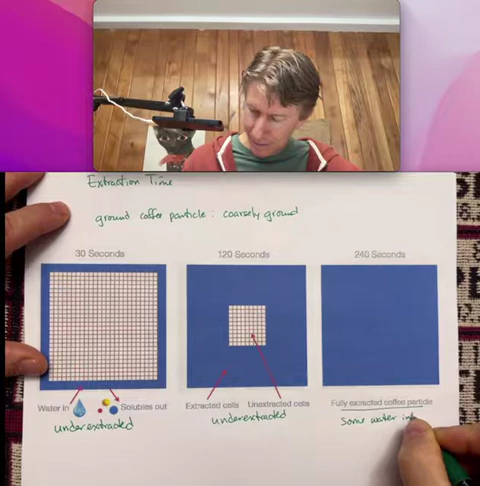 Extraction Time
ground coffee particle: coarsely ground
30 Seconds
120 Seconds
240 Seconds
Water in
Solubles out
Extracted cells
Unextracted cells
Fully extracted coffee particle
underextracted
underextracted
Some water in